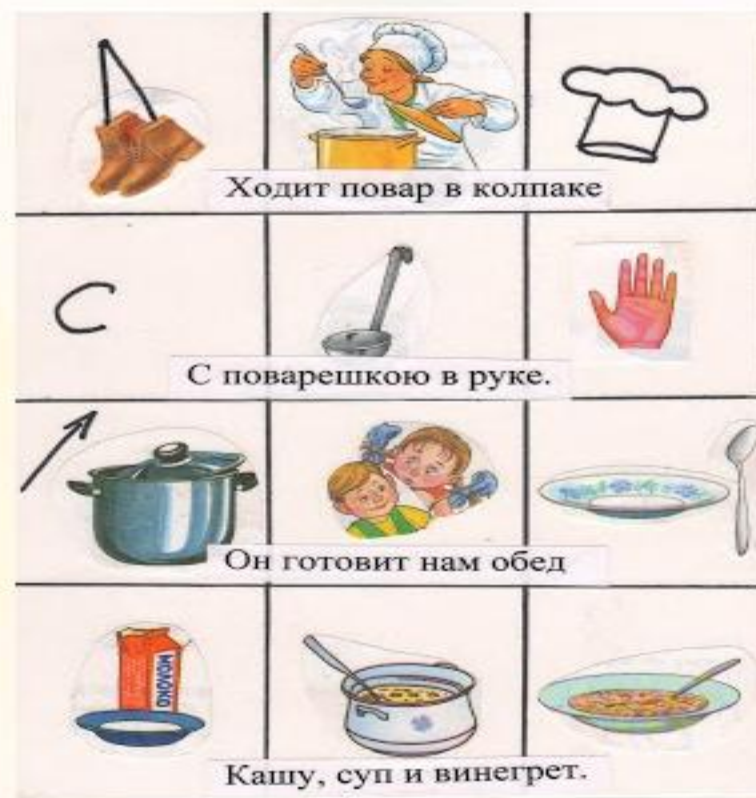 Ходит повар в колпаке
С
С поварешкою в руке.
Он готовит нам обед
МОЛОКО
Кашу, суп и винегрет.